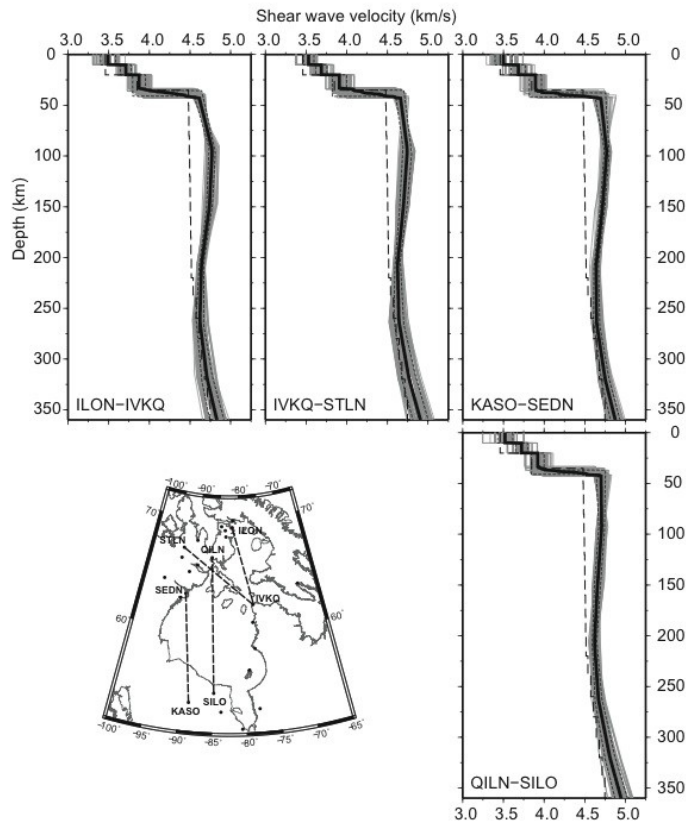 Shear wave velocity (km/s)
3.0 3.5 4.0 4.5 5.0 3.0 3.5 4.0 4.5 5.0 3.0 3.5 4.0 4.5 5.0
0 0
50 50
100 100
150 150
200 200
250 250
300 300
350 350
Depth (km)
ILON−IVKQ IVKQ−STLN KASO−SEDN
0
50
100
150
200
250
300
350
QILN−SILO
3.0 3.5 4.0 4.5 5.0
-100˚ -95˚ -90˚ -85˚ -80˚ -75˚ -70˚
70˚ 70˚
STLN QILN ILON
SEDN IVKQ
60˚ 60˚
KASO SILO
-100˚ -95˚ -90˚ -85˚ -80˚ -75˚ -70˚ -65˚